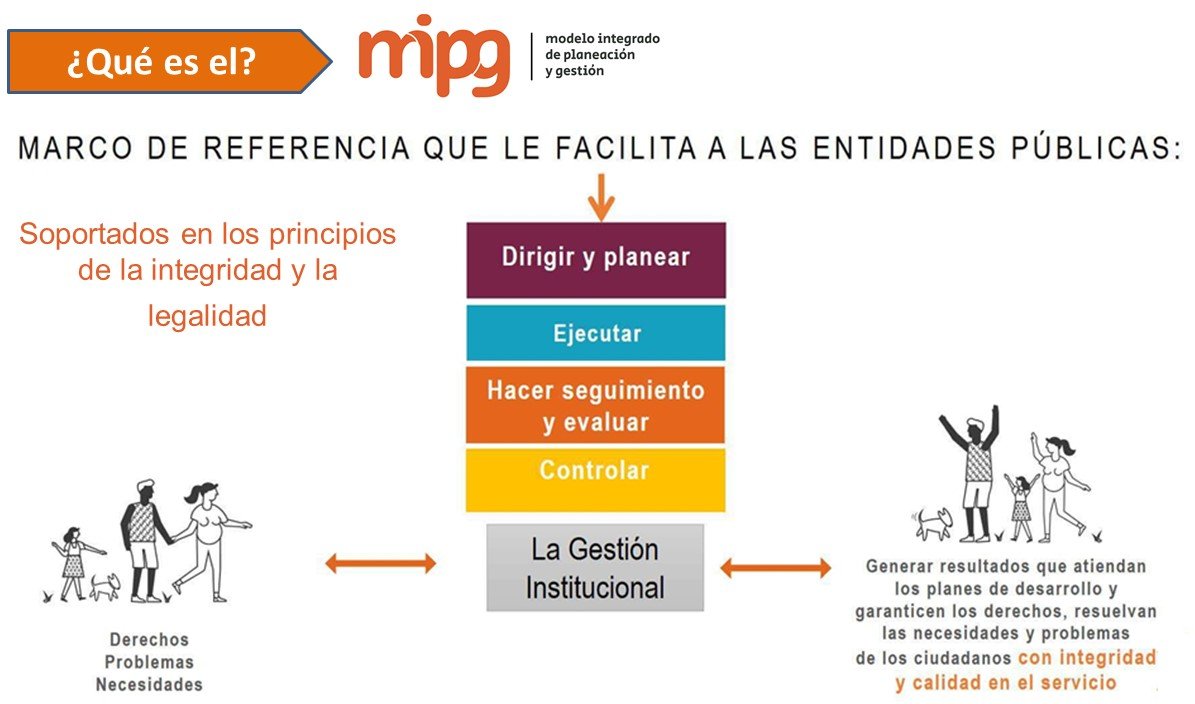 ¿Qué es el?
mipg
modelo integrado
de planeación
y gestión
MARCO DE REFERENCIA QUE LE FACILITA A LAS ENTIDADES PÚBLICAS:
Soportados en los principios
de la integridad y la
legalidad
Dirigir y planear
Ejecutar
Hacer seguimiento
y evaluar
Controlar
La Gestión
Institucional
Derechos
Problemas
Necesidades
Generar resultados que atiendan
los planes de desarrollo y
garanticen los derechos, resuelvan
las necesidades y problemas
de los ciudadanos con integridad
y calidad en el servicio